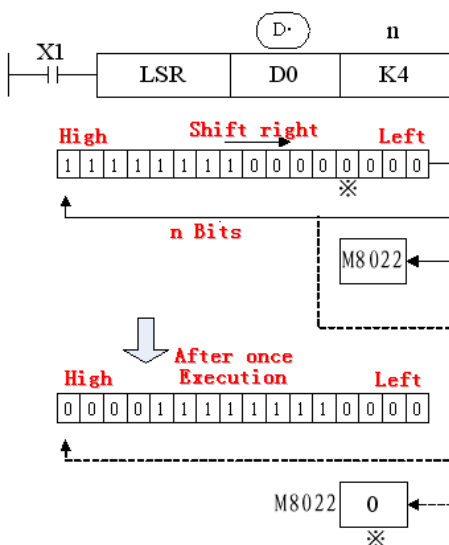 D· n
X1
LSR D0 K4
High Shift right Left
1 1 1 1 1 1 1 1 0 0 0 0 0 0 0 0
※
n Bits
M8022
After once
High Execution Left
0 0 0 0 1 1 1 1 1 1 1 1 0 0 0 0
M8022 0
※